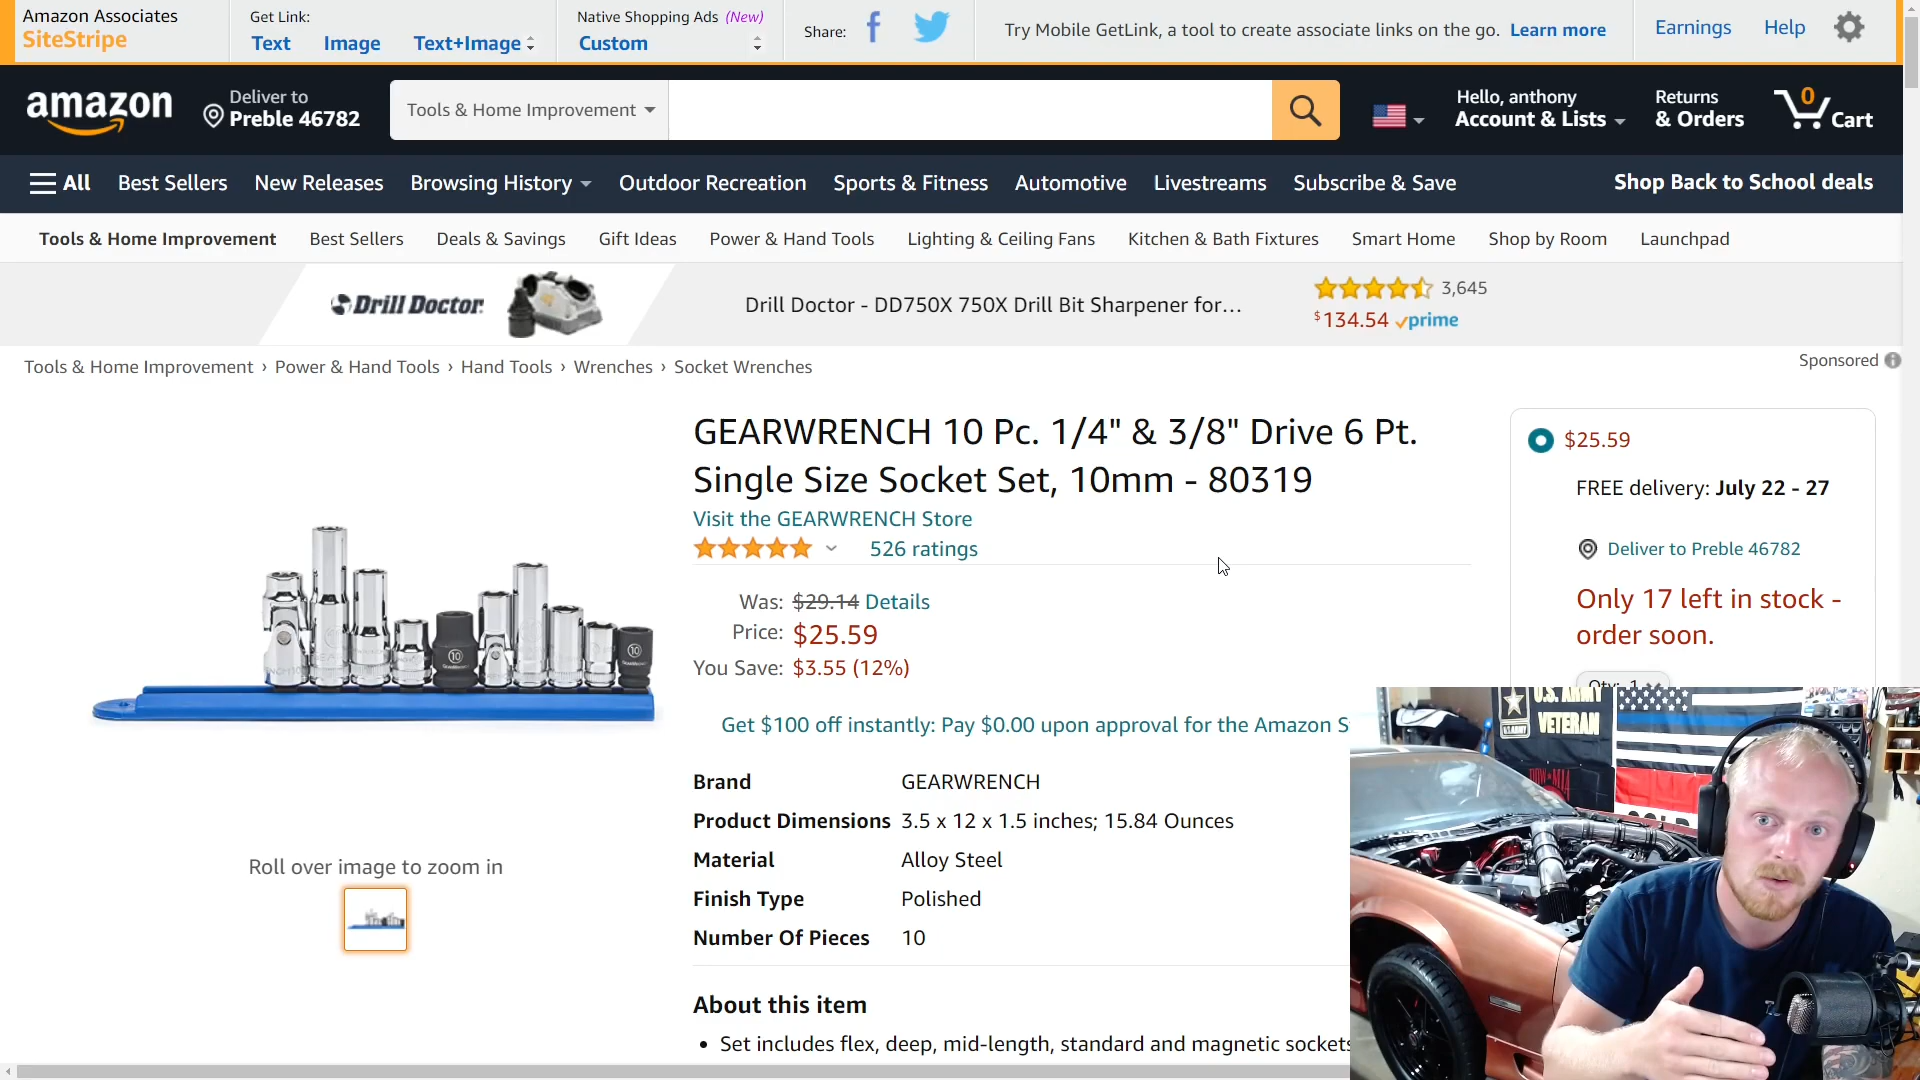 Amazon Associates
SiteStripe
Get Link:
Text Image Text+Image
Native Shopping Ads (New)
Custom
Share:
Try Mobile GetLink, a tool to create associate links on the go. Learn more
Earnings Help
amazon
Deliver to
Preble 46782
Tools & Home Improvement
Hello, anthony
Account & Lists
Returns
& Orders
0
Cart
All Best Sellers New Releases Browsing History Outdoor Recreation Sports & Fitness Automotive Livestreams Subscribe & Save Shop Back to School deals
Tools & Home Improvement Best Sellers Deals & Savings Gift Ideas Power & Hand Tools Lighting & Ceiling Fans Kitchen & Bath Fixtures Smart Home Shop by Room Launchpad
Drill Doctor
Drill Doctor - DD750X 750X Drill Bit Sharpener for…
3,645
$134.54 prime
Tools & Home Improvement › Power & Hand Tools › Hand Tools › Wrenches › Socket Wrenches
Sponsored
GEARWRENCH 10 Pc. 1/4" & 3/8" Drive 6 Pt.
Single Size Socket Set, 10mm - 80319
Visit the GEARWRENCH Store
526 ratings
Was: $29.14 Details
Price: $25.59
You Save: $3.55 (12%)
Get $100 off instantly: Pay $0.00 upon approval for the Amazon S
Brand GEARWRENCH
Product Dimensions 3.5 x 12 x 1.5 inches; 15.84 Ounces
Material Alloy Steel
Finish Type Polished
Number Of Pieces 10
About this item
• Set includes flex, deep, mid-length, standard and magnetic sockets
Roll over image to zoom in
10
10
$25.59
FREE delivery: July 22 - 27
Deliver to Preble 46782
Only 17 left in stock -
order soon.
Qty: 1
U.S. ARMY
VETERAN
POW★MIA